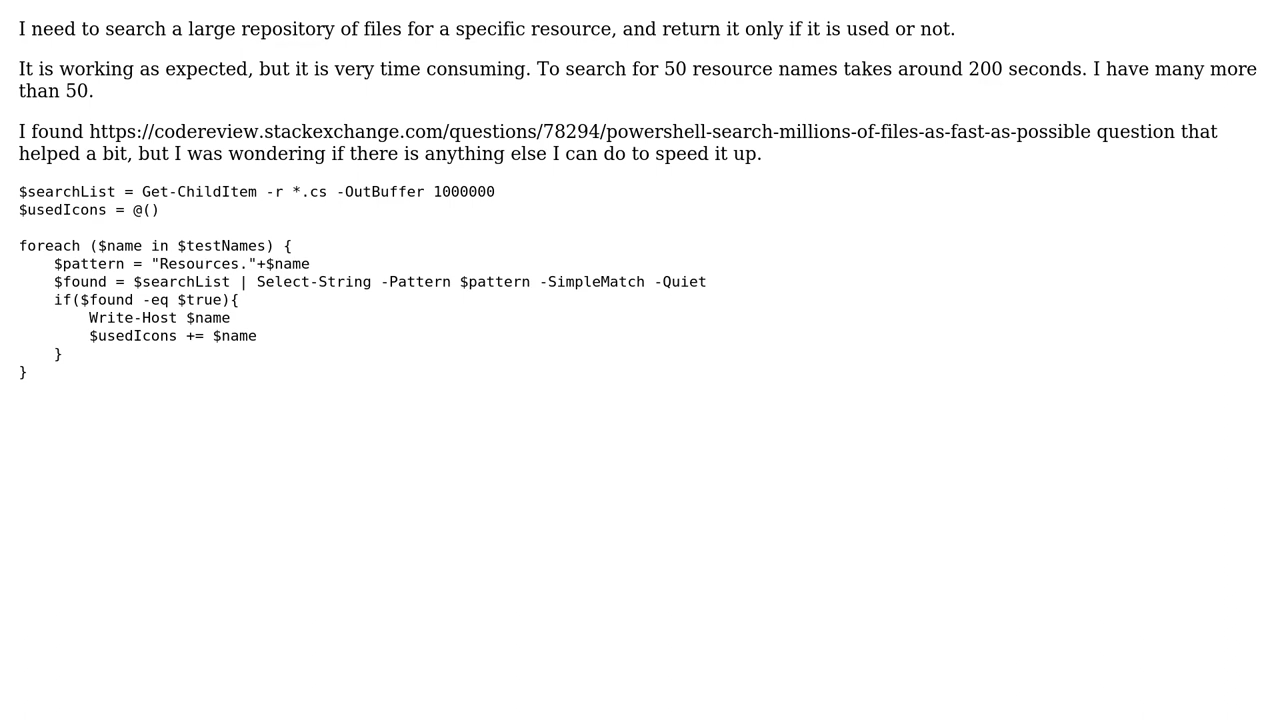 I need to search a large repository of files for a specific resource, and return it only if it is used or not.
It is working as expected, but it is very time consuming. To search for 50 resource names takes around 200 seconds. I have many more
than 50.
I found https://codereview.stackexchange.com/questions/78294/powershell-search-millions-of-files-as-fast-as-possible question that
helped a bit, but I was wondering if there is anything else I can do to speed it up.
$searchList = Get-ChildItem -r *.cs -OutBuffer 1000000
$usedIcons = @()
foreach ($name in $testNames) {
    $pattern = "Resources."+$name
    $found = $searchList | Select-String -Pattern $pattern -SimpleMatch -Quiet
    if($found -eq $true){
        Write-Host $name
        $usedIcons += $name
    }
}